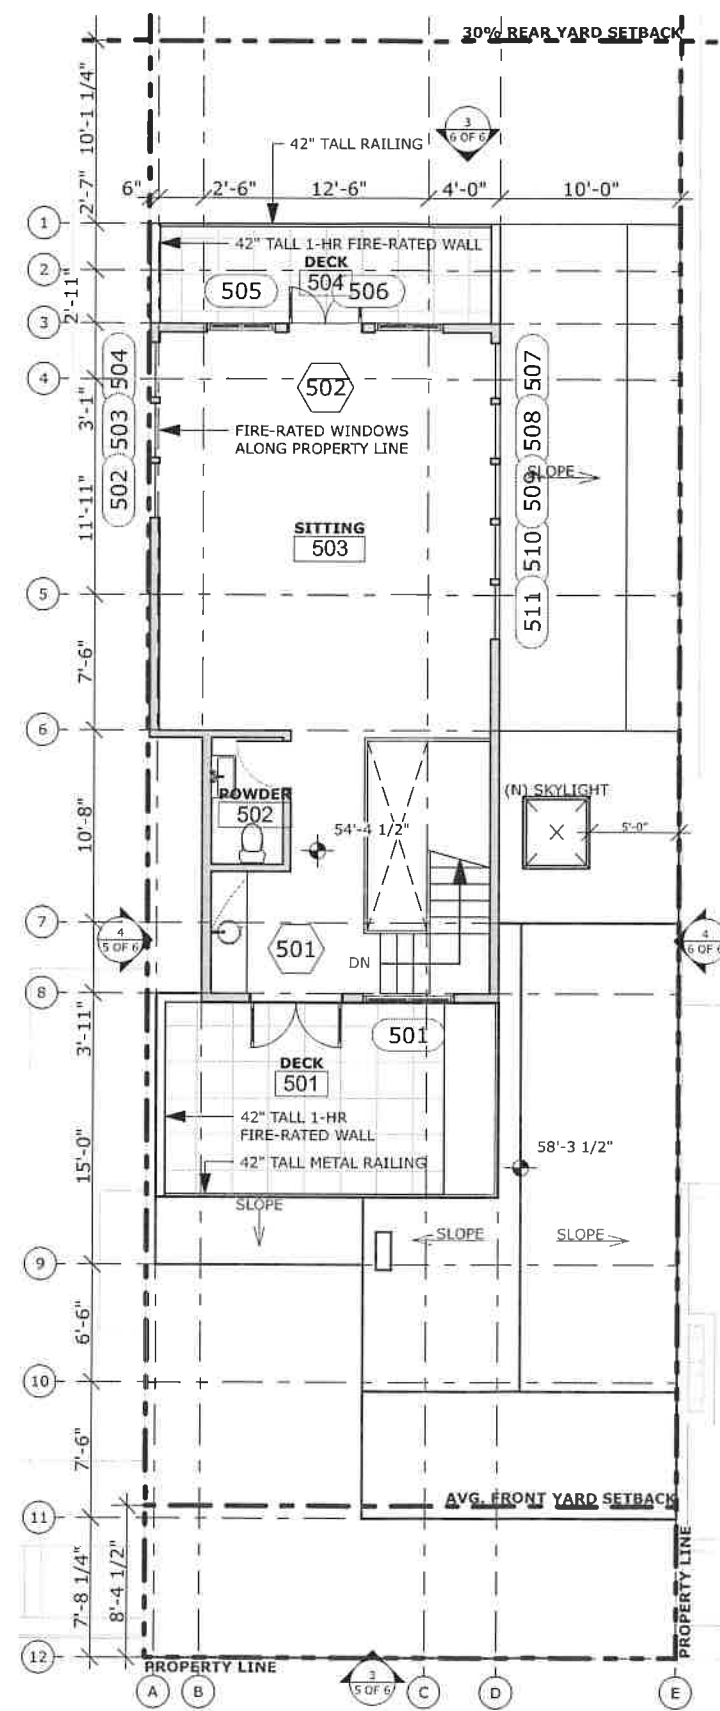 30% REAR YARD SETBACK
10'-1 1/4"
3
6 OF 6
42" TALL RAILING
2'-7"
6"
2'-6"
12'-6"
4'-0"
10'-0"
1
42" TALL 1-HR FIRE-RATED WALL
DECK
504
2
505
506
2'-11"
3
504
507
4
502
3'-1"
503
508
FIRE-RATED WINDOWS
ALONG PROPERTY LINE
502
509
SLOPE
11'-11"
SITTING
503
510
5
511
7'-6"
6
POWDER
502
(N) SKYLIGHT
54'-4 1/2"
5'-0"
10'-8"
7
4
5 OF 6
501
4
6 OF 6
DN
8
3'-11"
501
DECK
501
42" TALL 1-HR
FIRE-RATED WALL
15'-0"
58'-3 1/2"
42" TALL METAL RAILING
SLOPE
SLOPE
SLOPE
9
6'-6"
10
7'-6"
AVG. FRONT YARD SETBACK
11
7'-8 1/4"
8'-4 1/2"
PROPERTY LINE
12
PROPERTY LINE
3
5 OF 6
A
B
C
D
E